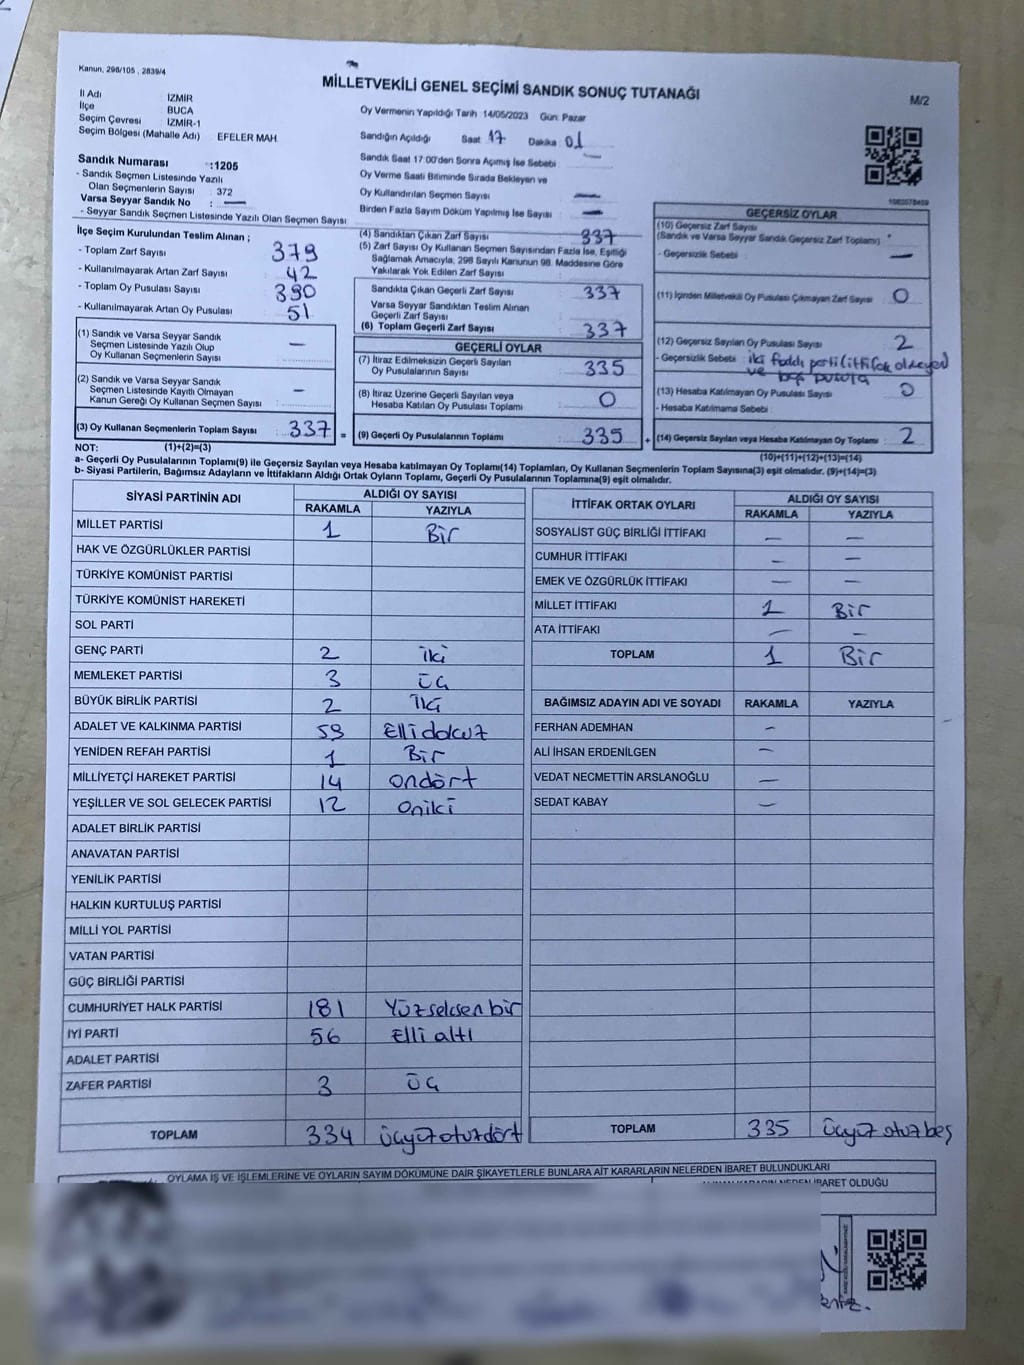 Kanun, 298/105 , 2839/4
MİLLETVEKİLİ GENEL SEÇİMİ SANDIK SONUÇ TUTANAĞI
M/2
İl Adı : İZMİR
İlçe : BUCA
Seçim Çevresi : İZMİR-1
Seçim Bölgesi (Mahalle Adı) : EFELER MAH
Sandık Numarası :1205
- Sandık Seçmen Listesinde Yazılı
Olan Seçmenlerin Sayısı : 372
Varsa Seyyar Sandık No : —
- Seyyar Sandık Seçmen Listesinde Yazılı Olan Seçmen Sayısı
Oy Vermenin Yapıldığı Tarih 14/05/2023 Gün: Pazar
Sandığın Açıldığı Saat 17 Dakika 01
Sandık Saat 17:00'den Sonra Açımış İse Sebebi —
Oy Verme Saati Bitiminde Sırada Bekleyen ve
Oy Kullandırılan Seçmen Sayısı —
Birden Fazla Sayım Döküm Yapılmış İse Sayısı —
İlçe Seçim Kurulundan Teslim Alınan ;
- Toplam Zarf Sayısı 379
- Kullanılmayarak Artan Zarf Sayısı 42
- Toplam Oy Pusulası Sayısı 390
- Kullanılmayarak Artan Oy Pusulası 51
(1) Sandık ve Varsa Seyyar Sandık
Seçmen Listesinde Yazılı Olup
Oy Kullanan Seçmenlerin Sayısı : —
(2) Sandık ve Varsa Seyyar Sandık
Seçmen Listesinde Kayıtlı Olmayan
Kanun Gereği Oy Kullanan Seçmen Sayısı : —
(3) Oy Kullanan Seçmenlerin Toplam Sayısı : 337
(4) Sandıktan Çıkan Zarf Sayısı : 337
(5) Zarf Sayısı Oy Kullanan Seçmen Sayısından Fazla İse, Eşitliği
Sağlamak Amacıyla, 298 Sayılı Kanunun 98. Maddesine Göre
Yakılarak Yok Edilen Zarf Sayısı :
Sandıkta Çıkan Geçerli Zarf Sayısı : 337
Varsa Seyyar Sandıktan Teslim Alınan
Geçerli Zarf Sayısı :
(6) Toplam Geçerli Zarf Sayısı : 337
GEÇERLİ OYLAR
(7) İtiraz Edilmeksizin Geçerli Sayılan
Oy Pusulalarının Sayısı : 335
(8) İtiraz Üzerine Geçerli Sayılan veya
Hesaba Katılan Oy Pusulası Toplamı : 0
= (9) Geçerli Oy Pusulalarının Toplamı : 335
GEÇERSİZ OYLAR
(10) Geçersiz Zarf Sayısı
(Sandık ve Varsa Seyyar Sandık Geçersiz Zarf Toplamı)
- Geçersizlik Sebebi : —
(11) İçinden Milletvekili Oy Pusulası Çıkmayan Zarf Sayısı : 0
(12) Geçersiz Sayılan Oy Pusulası Sayısı : 2
- Geçersizlik Sebebi : iki farklı parti(ittifak olmayan)
ve boş pusula
(13) Hesaba Katılmayan Oy Pusulası Sayısı : 0
- Hesaba Katılmama Sebebi :
+ (14) Geçersiz Sayılan veya Hesaba Katılmayan Oy Toplamı : 2
NOT: (1)+(2)=(3)
(10)+(11)+(12)+(13)=(14)
a- Geçerli Oy Pusulalarının Toplamı(9) ile Geçersiz Sayılan veya Hesaba katılmayan Oy Toplamı(14) Toplamları, Oy Kullanan Seçmenlerin Toplam Sayısına(3) eşit olmalıdır. (9)+(14)=(3)
b- Siyasi Partilerin, Bağımsız Adayların ve İttifakların Aldığı Ortak Oyların Toplamı, Geçerli Oy Pusulalarının Toplamına(9) eşit olmalıdır.
SİYASİ PARTİNİN ADI ALDIĞI OY SAYISI
RAKAMLA YAZIYLA
MİLLET PARTİSİ 1 Bir
HAK VE ÖZGÜRLÜKLER PARTİSİ
TÜRKİYE KOMÜNİST PARTİSİ
TÜRKİYE KOMÜNİST HAREKETİ
SOL PARTİ
GENÇ PARTİ 2 iki
MEMLEKET PARTİSİ 3 üç
BÜYÜK BİRLİK PARTİSİ 2 İki
ADALET VE KALKINMA PARTİSİ 59 Elli dokuz
YENİDEN REFAH PARTİSİ 1 Bir
MİLLİYETÇİ HAREKET PARTİSİ 14 ondört
YEŞİLLER VE SOL GELECEK PARTİSİ 12 Oniki
ADALET BİRLİK PARTİSİ
ANAVATAN PARTİSİ
YENİLİK PARTİSİ
HALKIN KURTULUŞ PARTİSİ
MİLLİ YOL PARTİSİ
VATAN PARTİSİ
GÜÇ BİRLİĞİ PARTİSİ
CUMHURİYET HALK PARTİSİ 181 Yüzseksen bir
İYİ PARTİ 56 Elli altı
ADALET PARTİSİ
ZAFER PARTİSİ 3 üç
TOPLAM 334 üçyüz otuzdört
İTTİFAK ORTAK OYLARI ALDIĞI OY SAYISI
RAKAMLA YAZIYLA
SOSYALİST GÜÇ BİRLİĞİ İTTİFAKI — —
CUMHUR İTTİFAKI — —
EMEK VE ÖZGÜRLÜK İTTİFAKI — —
MİLLET İTTİFAKI 1 Bir
ATA İTTİFAKI — —
TOPLAM 1 Bir
BAĞIMSIZ ADAYIN ADI VE SOYADI RAKAMLA YAZIYLA
FERHAN ADEMHAN —
ALİ İHSAN ERDENİLGEN —
VEDAT NECMETTİN ARSLANOĞLU —
SEDAT KABAY —
TOPLAM 335 üçyüz otuz beş
OYLAMA İŞ VE İŞLEMLERİNE VE OYLARIN SAYIM DÖKÜMÜNE DAİR ŞİKAYETLERLE BUNLARA AİT KARARLARIN NELERDEN İBARET BULUNDUKLARI
İBARET OLDUĞU